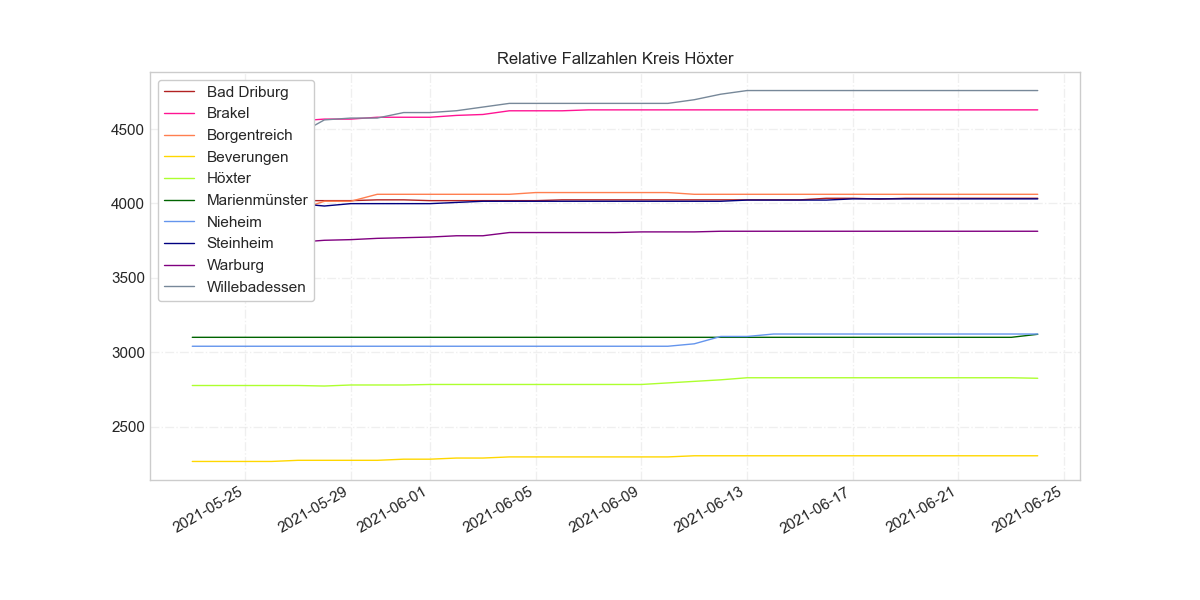 Relative Fallzahlen Kreis Höxter
Bad Driburg
Brakel
Borgentreich
Beverungen
Höxter
Marienmünster
Nieheim
Steinheim
Warburg
Willebadessen
4500
4000
3500
3000
2500
2021-05-25
2021-05-29
2021-06-01
2021-06-05
2021-06-09
2021-06-13
2021-06-17
2021-06-21
2021-06-25